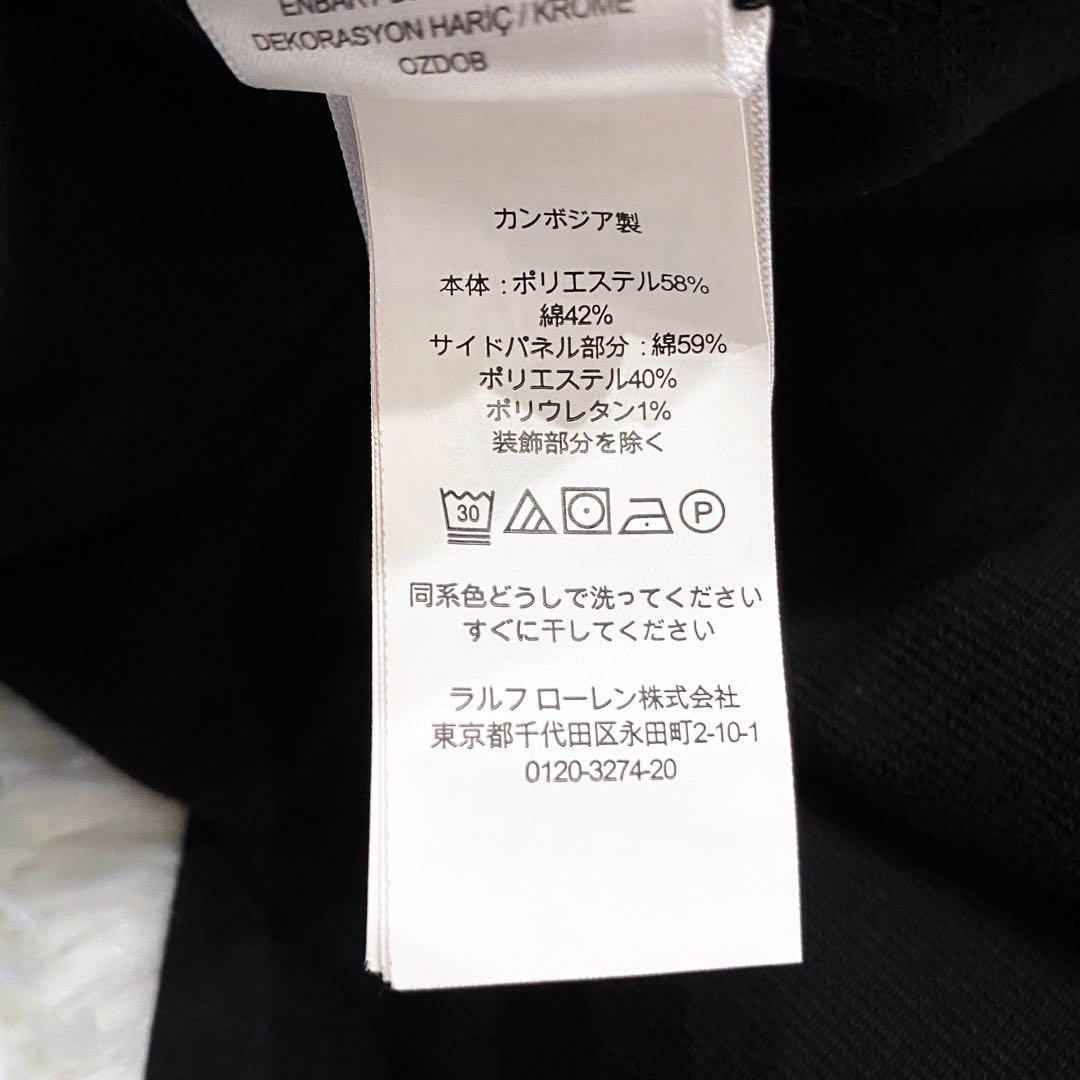 DEKORASYON HARİÇ / KROMĚ
OZDOB
カンボジア製
本体 : ポリエステル58%
綿42%
サイドパネル部分 : 綿59%
ポリエステル40%
ポリウレタン1%
装飾部分を除く
30
P
同系色どうしで洗ってください
すぐに干してください
ラルフ ローレン株式会社
東京都千代田区永田町2-10-1
0120-3274-20